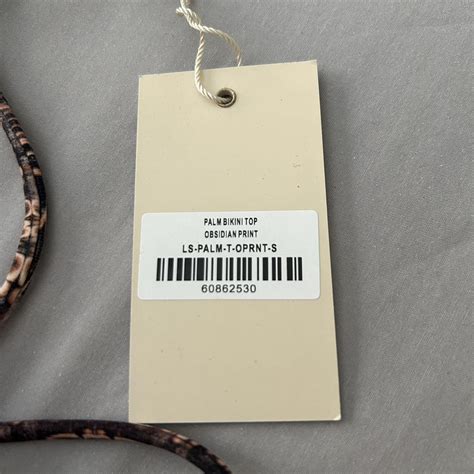 PALM BIKINI TOP
OBSIDIAN PRINT
LS-PALM-T-OPRNT-S
60862530